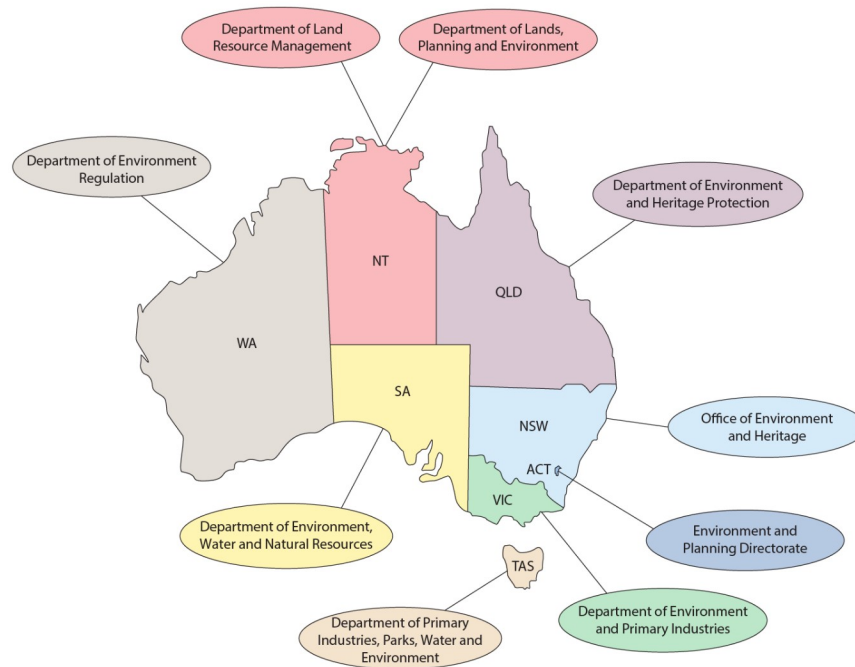 Department of Land
Resource Management
Department of Lands,
Planning and Environment
Department of Environment
Regulation
Department of Environment
and Heritage Protection
NT
QLD
WA
SA
NSW
Office of Environment
and Heritage
ACT
VIC
Department of Environment,
Water and Natural Resources
Environment and
Planning Directorate
TAS
Department of Environment
and Primary Industries
Department of Primary
Industries, Parks, Water and
Environment